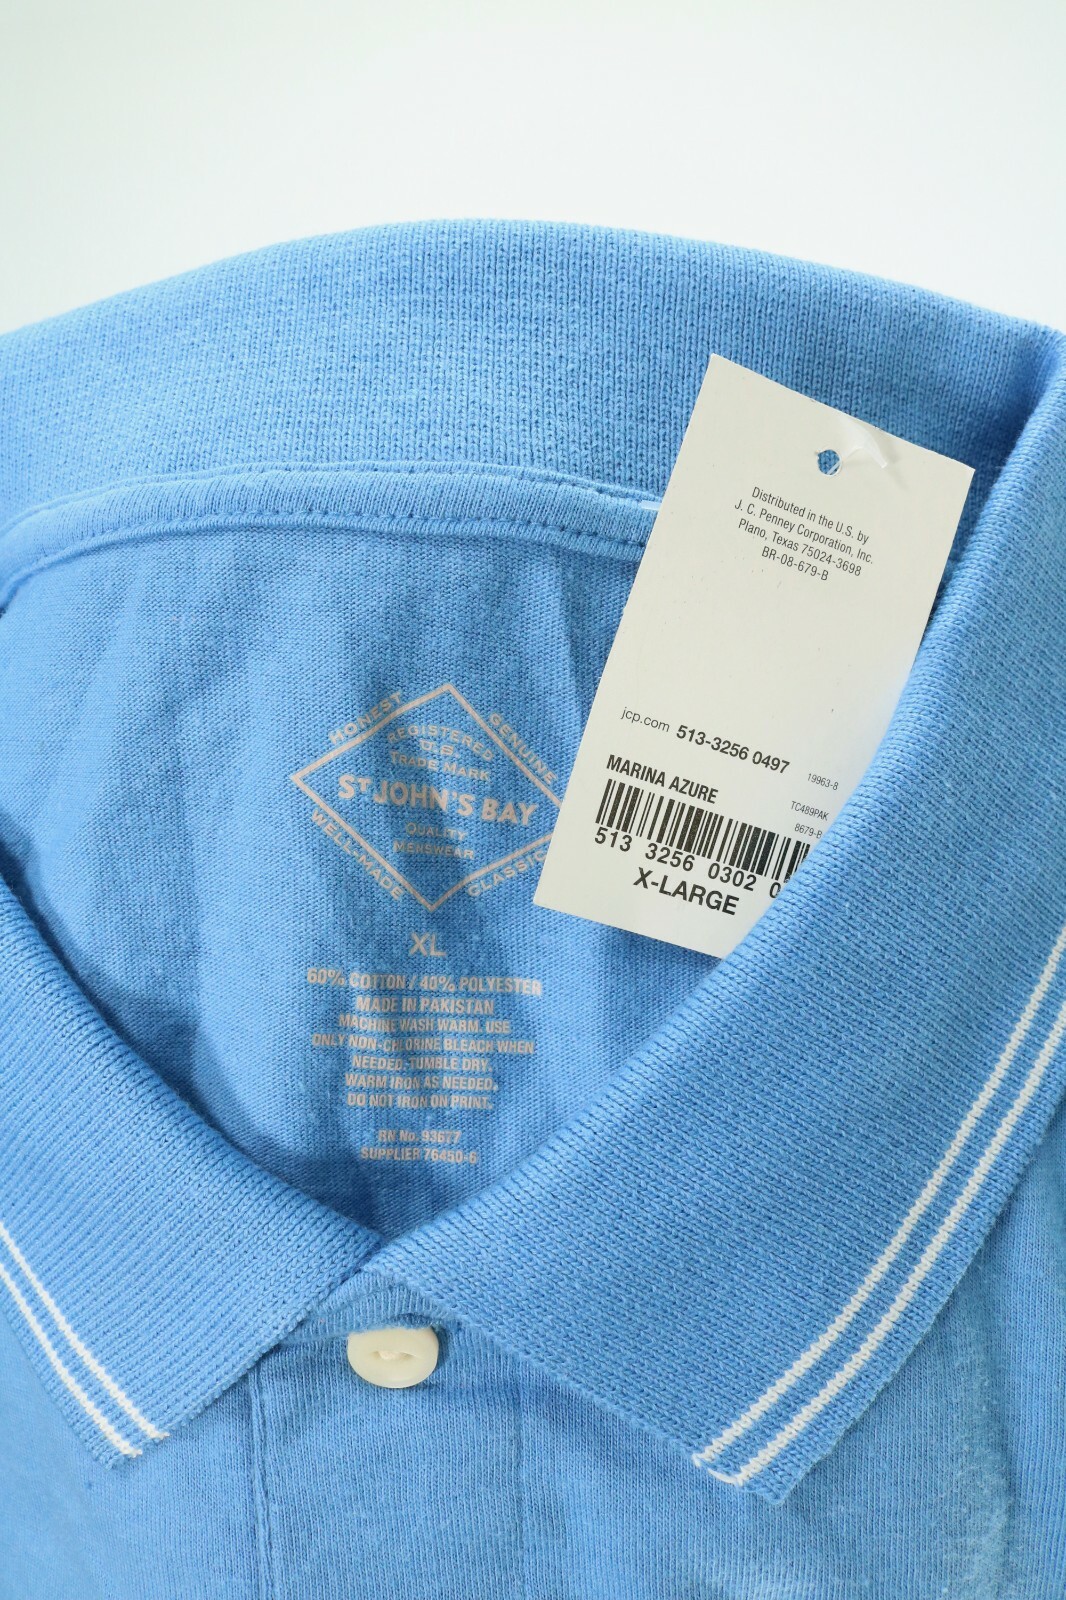 Distributed in the U.S. by
J. C. Penney Corporation, Inc.
Plano, Texas 75024-3698
BR-08-679-B
jcp.com 513-3256 0497
19963-8
MARINA AZURE
TC489PAK
8679-B
513 3256 0302 0
X-LARGE
HONEST
GENUINE
REGISTERED
U.S.
TRADE MARK
ST JOHN'S BAY
QUALITY
MENSWEAR
WELL-MADE
CLASSIC
XL
60% COTTON / 40% POLYESTER
MADE IN PAKISTAN
MACHINE WASH WARM. USE
ONLY NON-CHLORINE BLEACH WHEN
NEEDED. TUMBLE DRY.
WARM IRON AS NEEDED.
DO NOT IRON ON PRINT.
RN No. 93677
SUPPLIER 76450-6